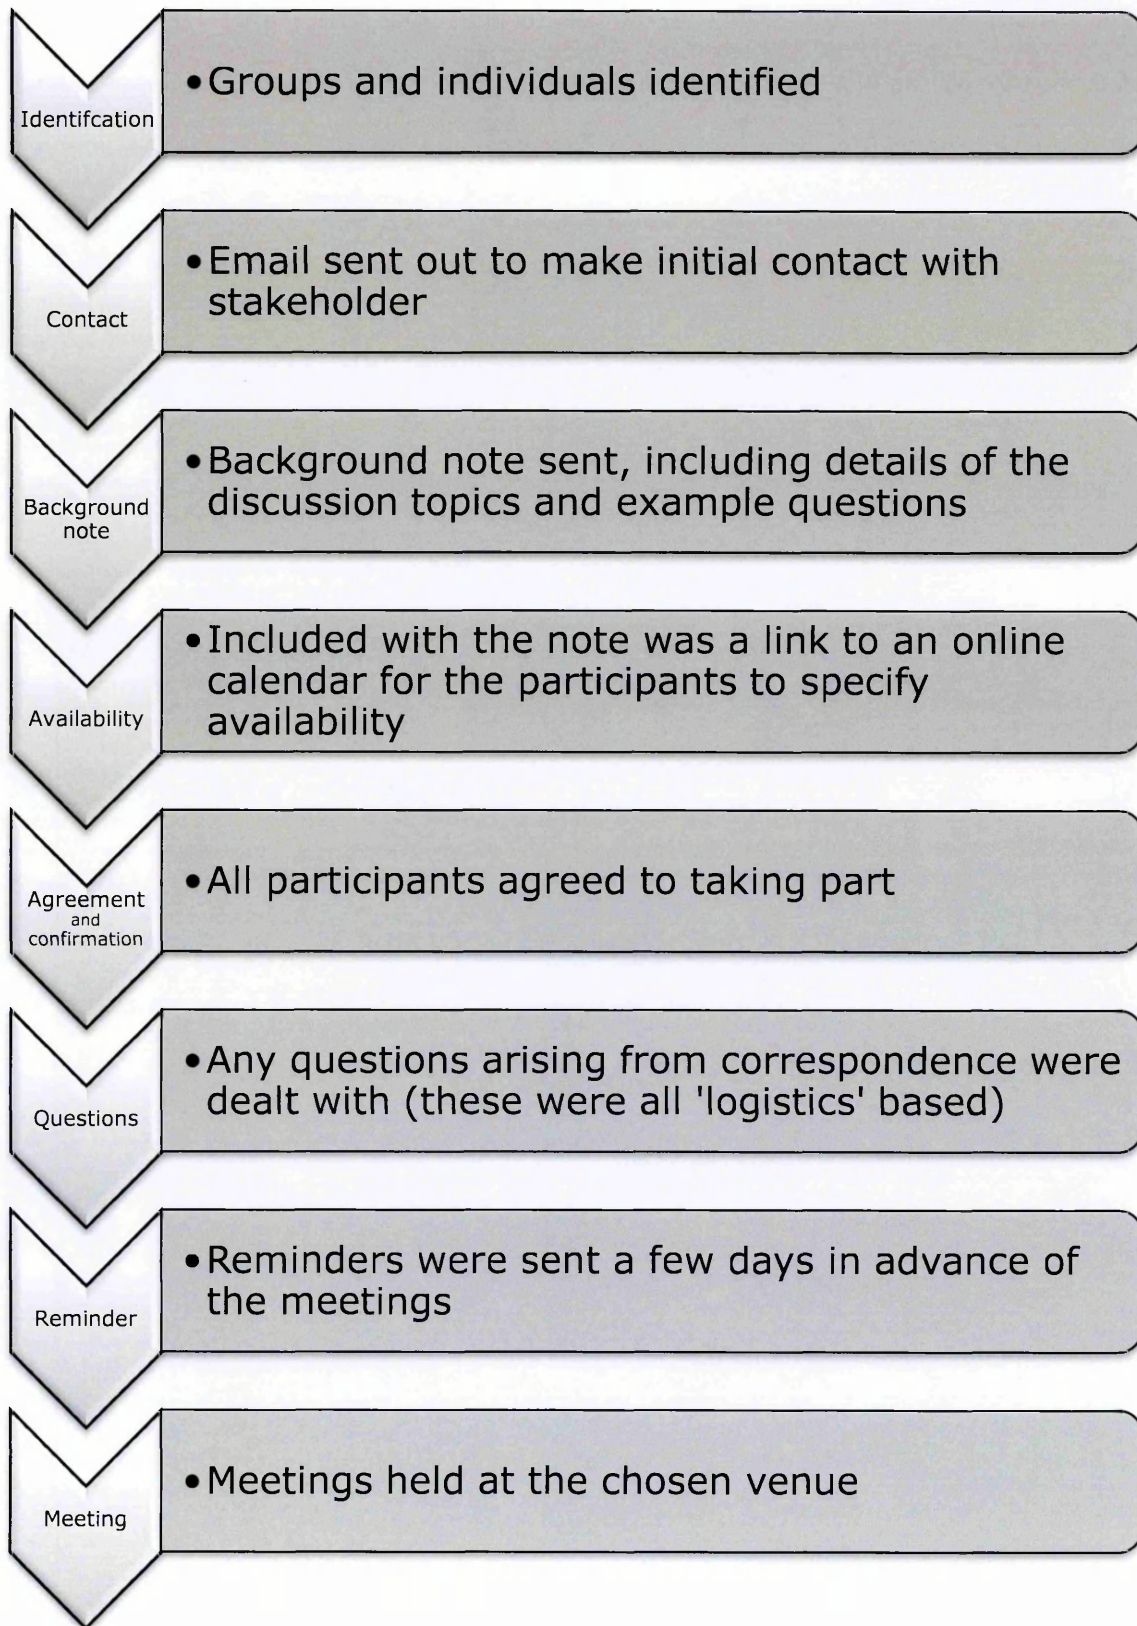 Identifcation
•Groups and individuals identified
Contact
•Email sent out to make initial contact with
stakeholder
Background
note
•Background note sent, including details of the
discussion topics and example questions
Availability
•Included with the note was a link to an online
calendar for the participants to specify
availability
Agreement
and
confirmation
•All participants agreed to taking part
Questions
•Any questions arising from correspondence were
dealt with (these were all 'logistics' based)
Reminder
•Reminders were sent a few days in advance of
the meetings
Meeting
•Meetings held at the chosen venue